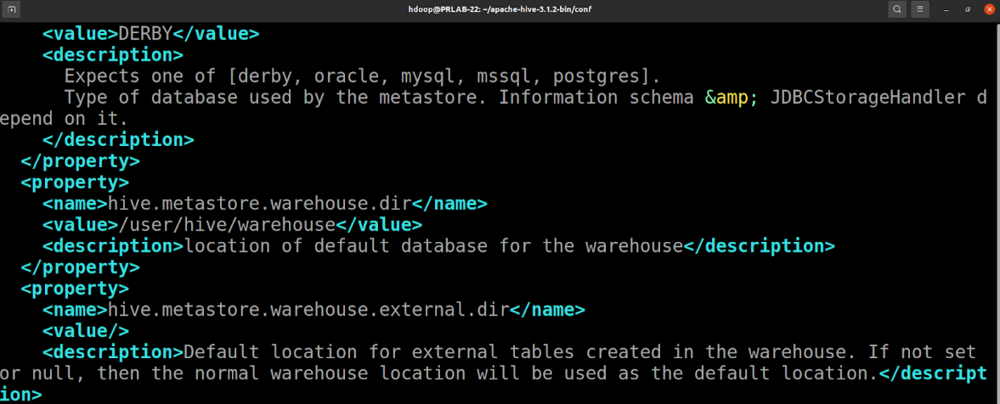 hdoop@PRLAB-22: ~/apache-hive-3.1.2-bin/conf
<value>DERBY</value>
<description>
Expects one of [derby, oracle, mysql, mssql, postgres].
Type of database used by the metastore. Information schema &amp; JDBCStorageHandler d
epend on it.
</description>
</property>
<property>
<name>hive.metastore.warehouse.dir</name>
<value>/user/hive/warehouse</value>
<description>location of default database for the warehouse</description>
</property>
<property>
<name>hive.metastore.warehouse.external.dir</name>
<value/>
<description>Default location for external tables created in the warehouse. If not set
or null, then the normal warehouse location will be used as the default location.</descript
ion>